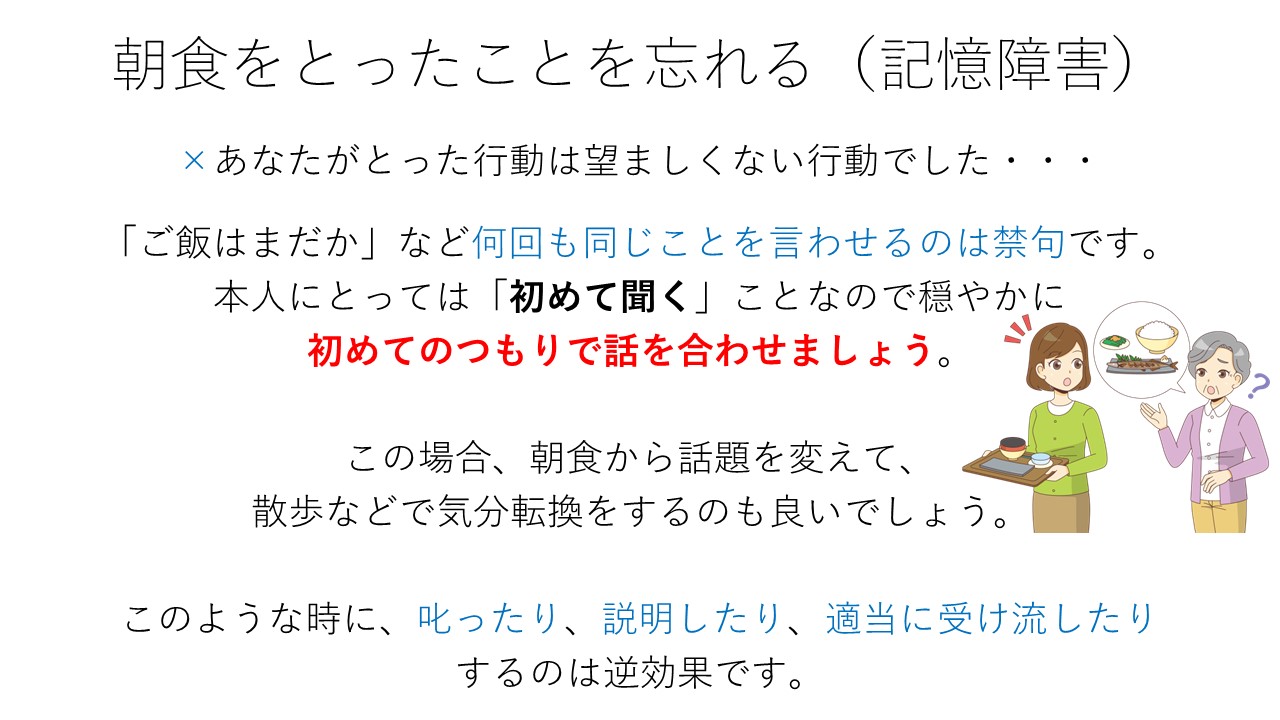 朝食をとったことを忘れる（記憶障害）
×あなたがとった行動は望ましくない行動でした・・・
「ご飯はまだか」など何回も同じことを言わせるのは禁句です。
本人にとっては「初めて聞く」ことなので穏やかに
初めてのつもりで話を合わせましょう。
この場合、朝食から話題を変えて、
散歩などで気分転換をするのも良いでしょう。
このような時に、叱ったり、説明したり、適当に受け流したり
するのは逆効果です。